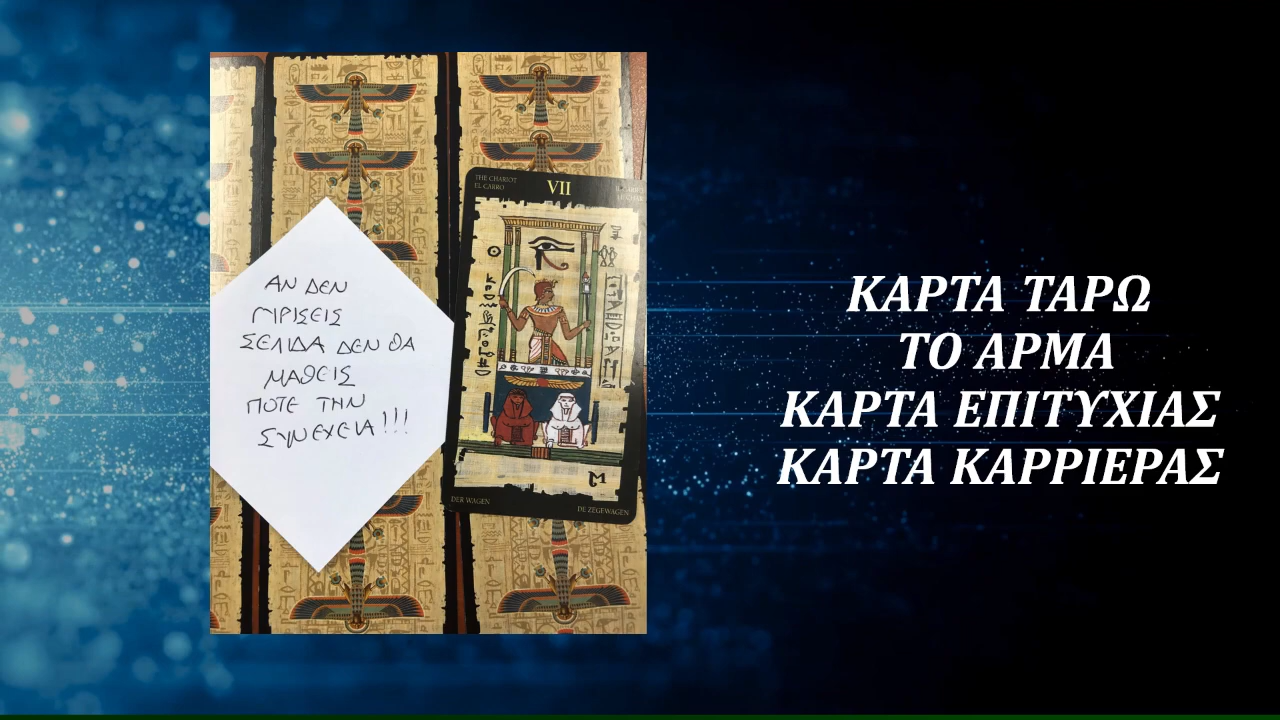 THE CHARIOT
EL CARRO
VII
ΑΝ ΔΕΝ
ΓΙΡΙΣΕΙΣ
ΣΕΛΙΔΑ ΔΕΝ ΘΑ
ΜΑΘΕΙΣ
ΠΟΤΕ ΤΗΝ
ΣΥΝΕΧΕΙΑ!!!
DER WAGEN
DE ZEGEWAGEN
ΚΑΡΤΑ ΤΑΡΩ
ΤΟ ΑΡΜΑ
ΚΑΡΤΑ ΕΠΙΤΥΧΙΑΣ
ΚΑΡΤΑ ΚΑΡΡΙΕΡΑΣ